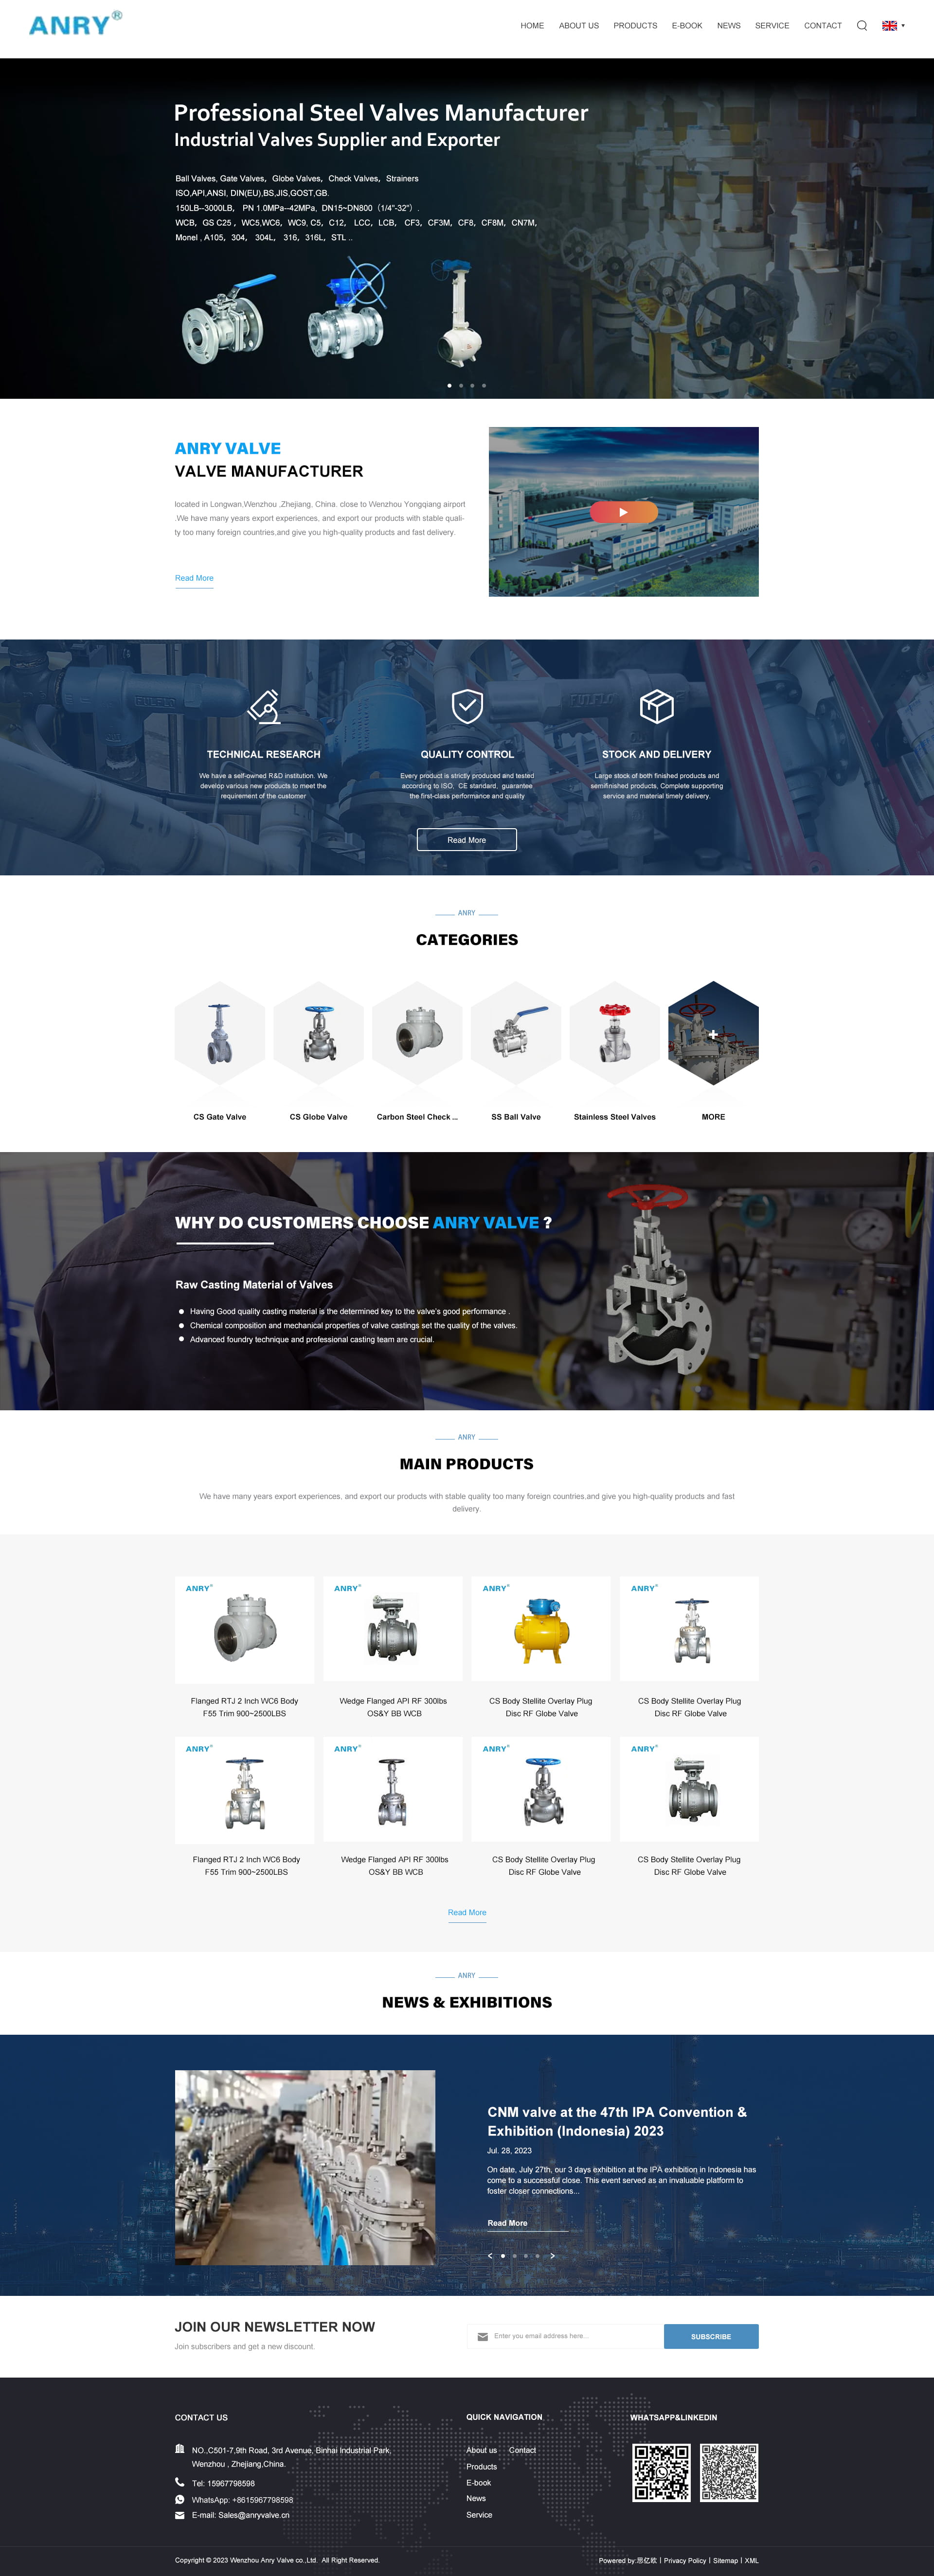 ANRY®
HOME ABOUT US PRODUCTS E-BOOK NEWS SERVICE CONTACT
Professional Steel Valves Manufacturer
Industrial Valves Supplier and Exporter
Ball Valves, Gate Valves, Globe Valves, Check Valves, Strainers
ISO,API,ANSI, DIN(EU),BS,JIS,GOST,GB.
150LB--3000LB, PN 1.0MPa--42MPa, DN15~DN800 (1/4"-32") .
WCB, GS C25 , WC5,WC6, WC9, C5, C12, LCC, LCB, CF3, CF3M, CF8, CF8M, CN7M,
Monel , A105, 304, 304L, 316, 316L, STL ..
ANRY VALVE
VALVE MANUFACTURER
located in Longwan,Wenzhou ,Zhejiang, China. close to Wenzhou Yongqiang airport
.We have many years export experiences, and export our products with stable quali-
ty too many foreign countries,and give you high-quality products and fast delivery.
Read More
TECHNICAL RESEARCH
We have a self-owned R&D institution. We
develop various new products to meet the
requirement of the customer
QUALITY CONTROL
Every product is strictly produced and tested
according to ISO, CE standard, guarantee
the first-class performance and quality
STOCK AND DELIVERY
Large stock of both finished products and
semifinished products, Complete supporting
service and material timely delivery.
Read More
ANRY
CATEGORIES
CS Gate Valve
CS Globe Valve
Carbon Steel Check ...
SS Ball Valve
Stainless Steel Valves
MORE
WHY DO CUSTOMERS CHOOSE ANRY VALVE ?
Raw Casting Material of Valves
Having Good quality casting material is the determined key to the valve's good performance .
Chemical composition and mechanical properties of valve castings set the quality of the valves.
Advanced foundry technique and professional casting team are crucial.
ANRY
MAIN PRODUCTS
We have many years export experiences, and export our products with stable quality too many foreign countries,and give you high-quality products and fast
delivery.
ANRY®
ANRY®
ANRY®
ANRY®
Flanged RTJ 2 Inch WC6 Body
F55 Trim 900~2500LBS
Wedge Flanged API RF 300lbs
OS&Y BB WCB
CS Body Stellite Overlay Plug
Disc RF Globe Valve
CS Body Stellite Overlay Plug
Disc RF Globe Valve
ANRY®
ANRY®
ANRY®
ANRY®
Flanged RTJ 2 Inch WC6 Body
F55 Trim 900~2500LBS
Wedge Flanged API RF 300lbs
OS&Y BB WCB
CS Body Stellite Overlay Plug
Disc RF Globe Valve
CS Body Stellite Overlay Plug
Disc RF Globe Valve
Read More
ANRY
NEWS & EXHIBITIONS
CNM valve at the 47th IPA Convention &
Exhibition (Indonesia) 2023
Jul. 28, 2023
On date, July 27th, our 3 days exhibition at the IPA exhibition in Indonesia has
come to a successful close. This event served as an invaluable platform to
foster closer connections...
Read More
JOIN OUR NEWSLETTER NOW
Join subscribers and get a new discount.
Enter you email address here...
SUBSCRIBE
CONTACT US
NO.,C501-7,9th Road, 3rd Avenue, Binhai Industrial Park,
Wenzhou , Zhejiang,China.
Tel: 15967798598
WhatsApp: +8615967798598
E-mail: Sales@anryvalve.cn
QUICK NAVIGATION
About us Contact
Products
E-book
News
Service
WHATSAPP&LINKEDIN
Copyright © 2023 Wenzhou Anry Valve co.,Ltd. All Right Reserved.
Powered by:思亿欧 | Privacy Policy | Sitemap | XML